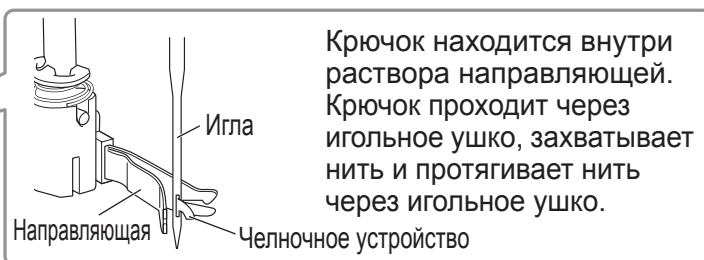 Крючок находится внутри
раствора направляющей.
Крючок проходит через
игольное ушко, захватывает
нить и протягивает нить
через игольное ушко.
Игла
Направляющая
Челночное устройство